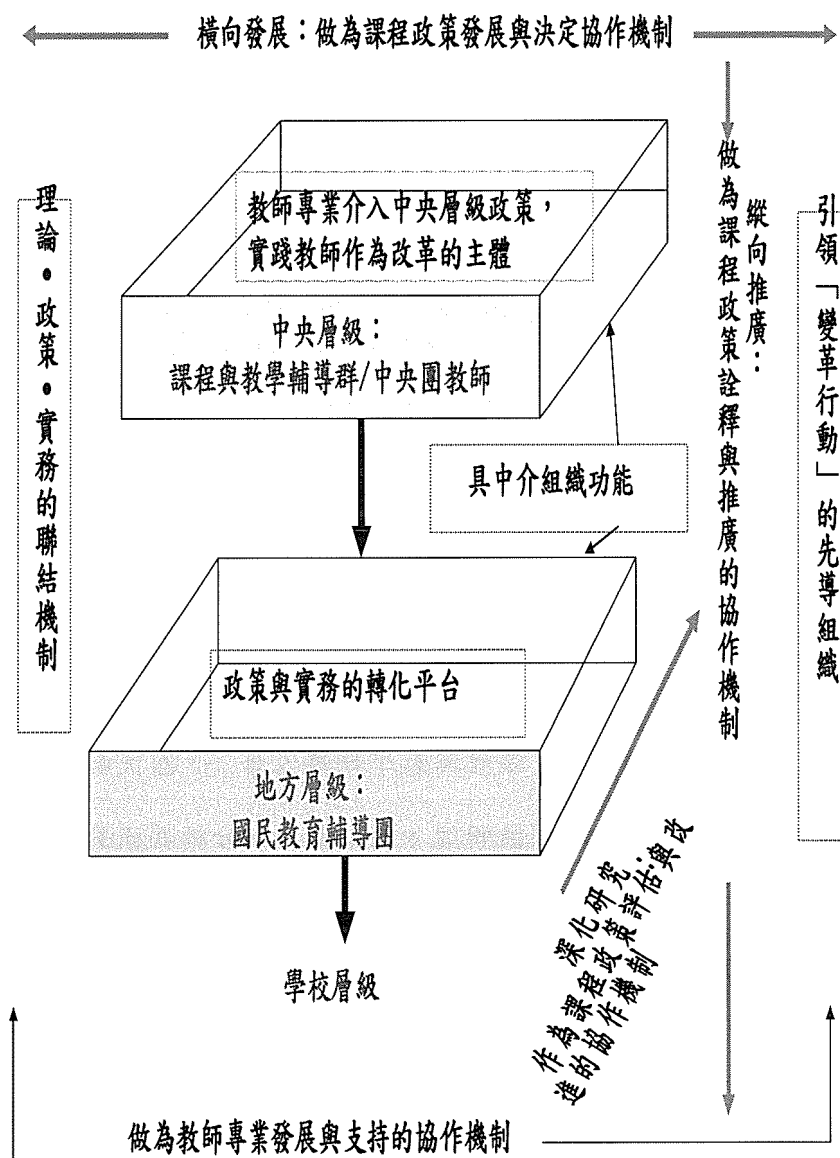 橫向發展：做為課程政策發展與決定協作機制
理論•政策•實務的聯結機制
教師專業介入中央層級政策，
實踐教師作為改革的主體
中央層級：
課程與教學輔導群/中央團教師
具中介組織功能
縱向推廣：
做為課程政策詮釋與推廣的協作機制
引領「變革行動」的先導組織
政策與實務的轉化平台
地方層級：
國民教育輔導團
學校層級
深化研究：
作為課程政策評估與改
進的協作機制
做為教師專業發展與支持的協作機制